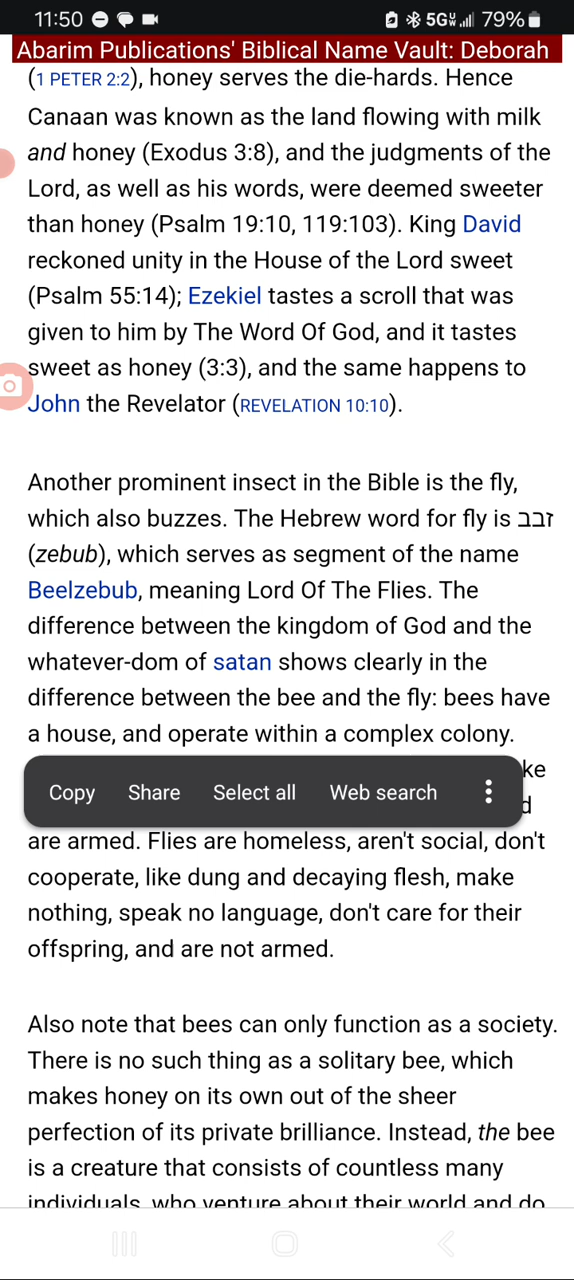 11:50
5G 79%
Abarim Publications' Biblical Name Vault: Deborah
(1 PETER 2:2), honey serves the die-hards. Hence
Canaan was known as the land flowing with milk
and honey (Exodus 3:8), and the judgments of the
Lord, as well as his words, were deemed sweeter
than honey (Psalm 19:10, 119:103). King David
reckoned unity in the House of the Lord sweet
(Psalm 55:14); Ezekiel tastes a scroll that was
given to him by The Word Of God, and it tastes
sweet as honey (3:3), and the same happens to
John the Revelator (REVELATION 10:10).
Another prominent insect in the Bible is the fly,
which also buzzes. The Hebrew word for fly is זבב
(zebub), which serves as segment of the name
Beelzebub, meaning Lord Of The Flies. The
difference between the kingdom of God and the
whatever-dom of satan shows clearly in the
difference between the bee and the fly: bees have
a house, and operate within a complex colony.
ke
Copy Share Select all Web search
d
are armed. Flies are homeless, aren't social, don't
cooperate, like dung and decaying flesh, make
nothing, speak no language, don't care for their
offspring, and are not armed.
Also note that bees can only function as a society.
There is no such thing as a solitary bee, which
makes honey on its own out of the sheer
perfection of its private brilliance. Instead, the bee
is a creature that consists of countless many
individuals, who venture about their world and do